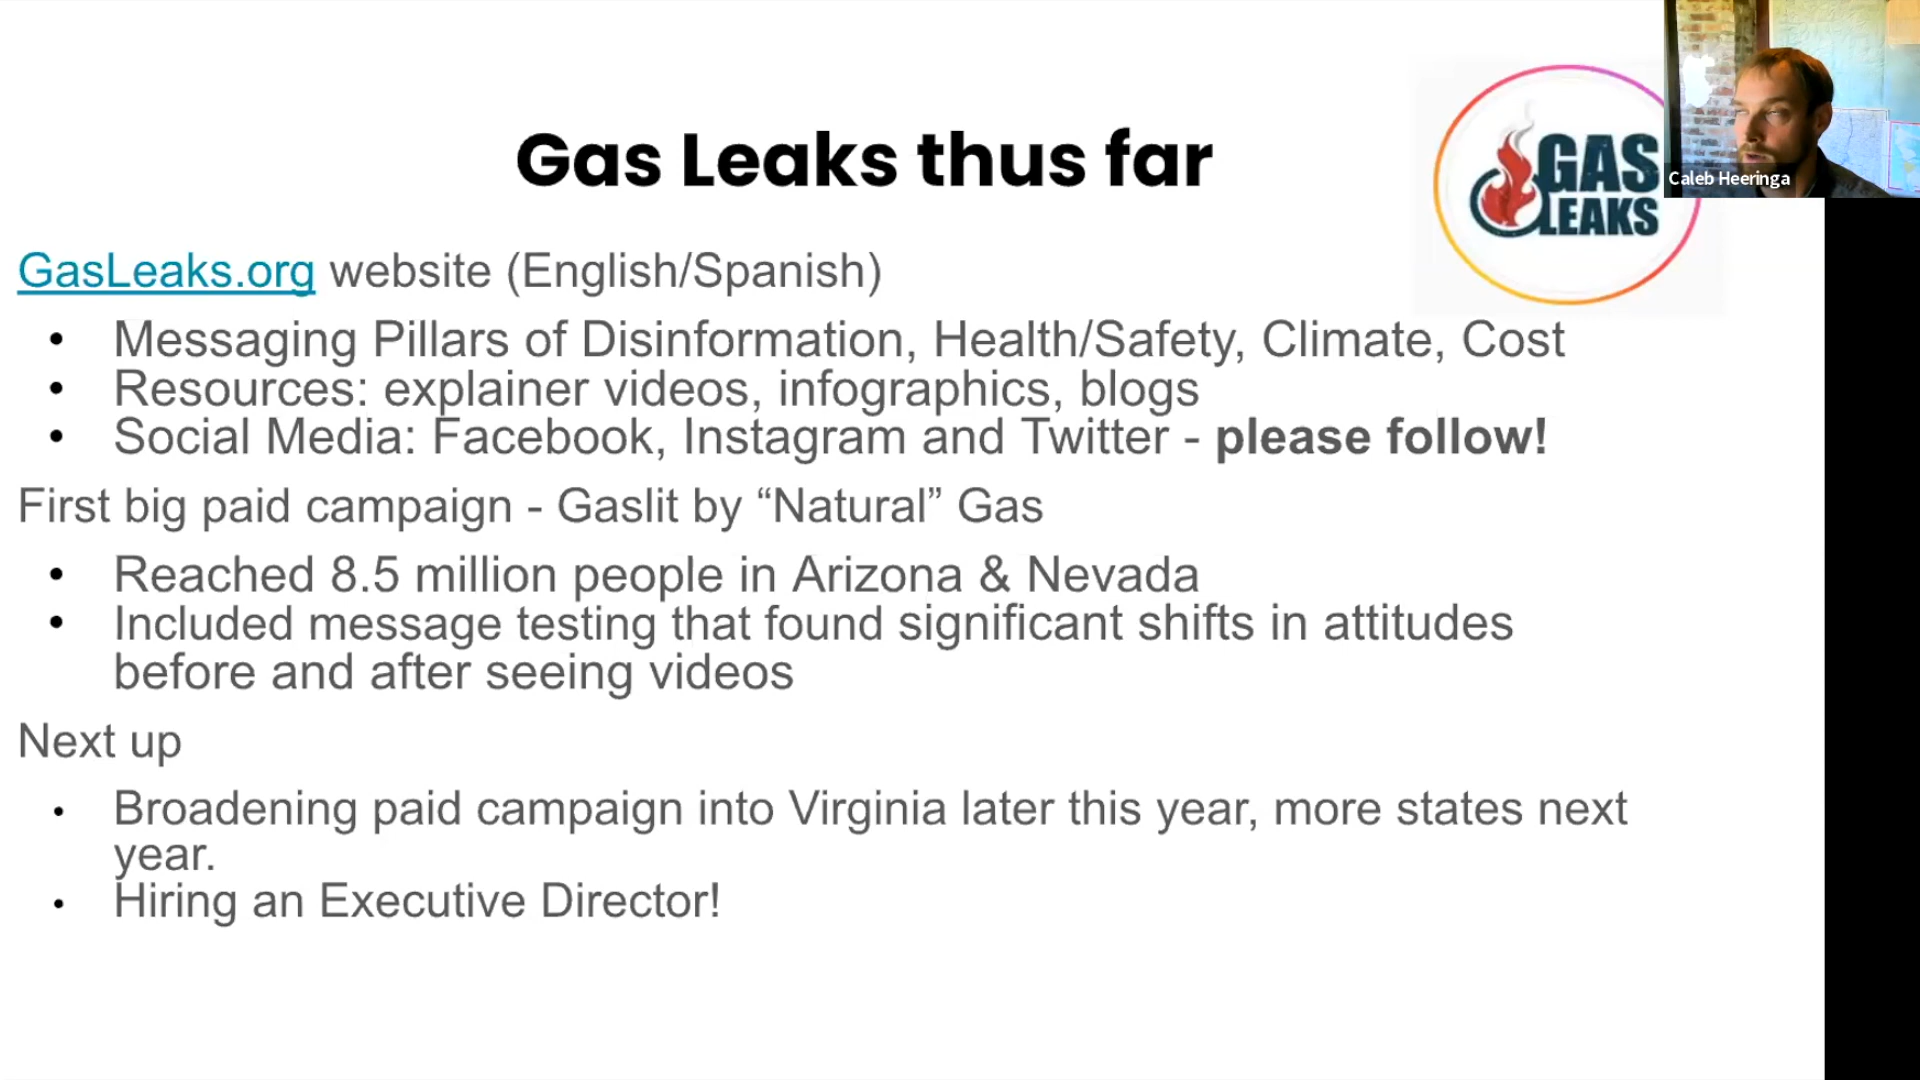 Gas Leaks thus far
GAS
LEAKS
Caleb Heeringa
GasLeaks.org website (English/Spanish)
• Messaging Pillars of Disinformation, Health/Safety, Climate, Cost
• Resources: explainer videos, infographics, blogs
• Social Media: Facebook, Instagram and Twitter - please follow!
First big paid campaign - Gaslit by “Natural” Gas
• Reached 8.5 million people in Arizona & Nevada
• Included message testing that found significant shifts in attitudes
before and after seeing videos
Next up
• Broadening paid campaign into Virginia later this year, more states next
year.
• Hiring an Executive Director!